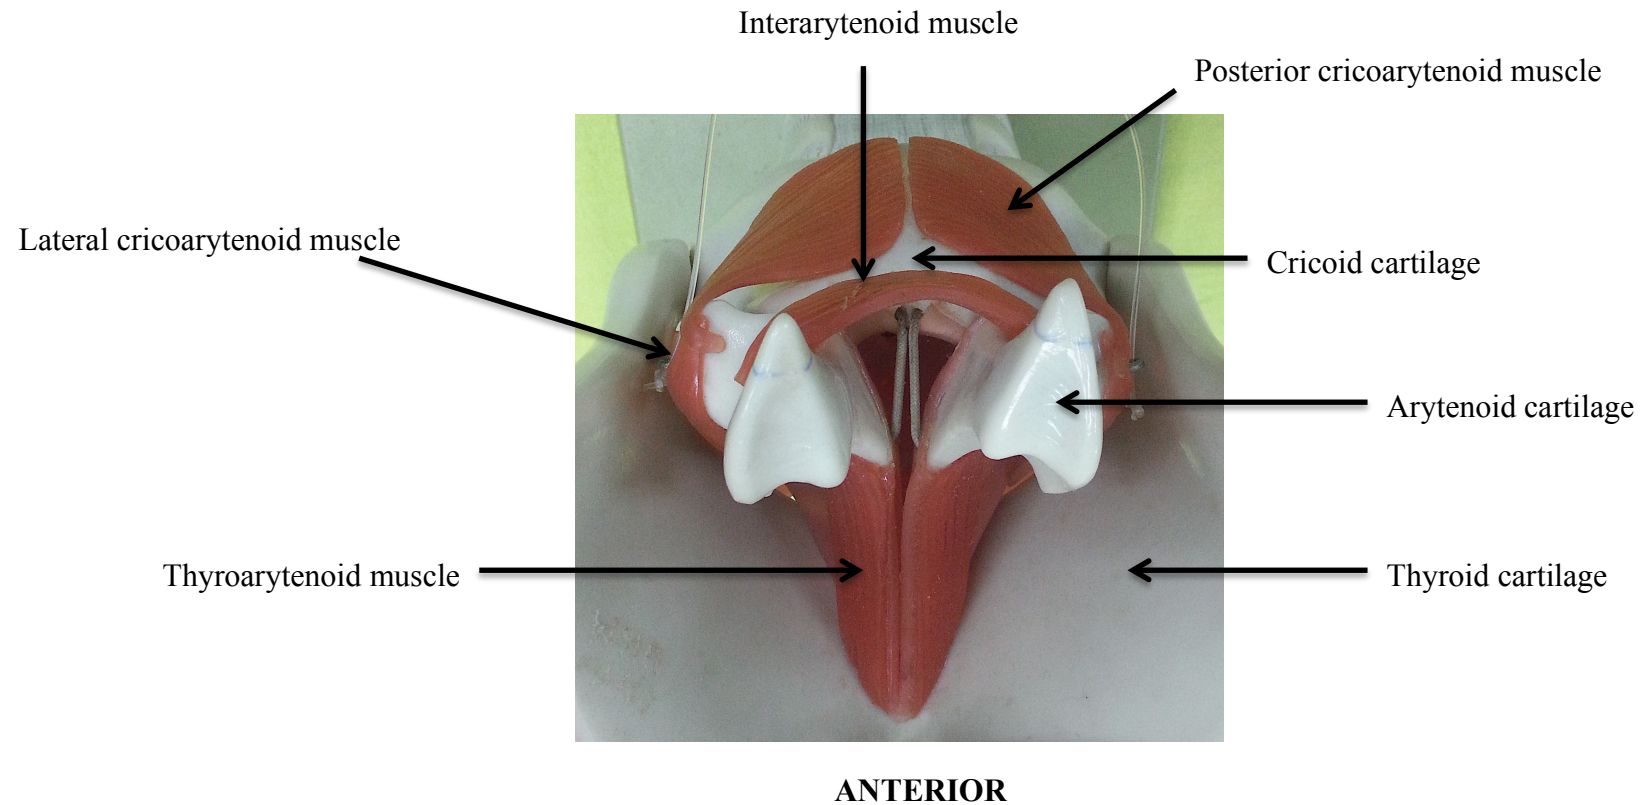 Interarytenoid muscle
Posterior cricoarytenoid muscle
Lateral cricoarytenoid muscle
Cricoid cartilage
Arytenoid cartilage
Thyroarytenoid muscle
Thyroid cartilage
ANTERIOR